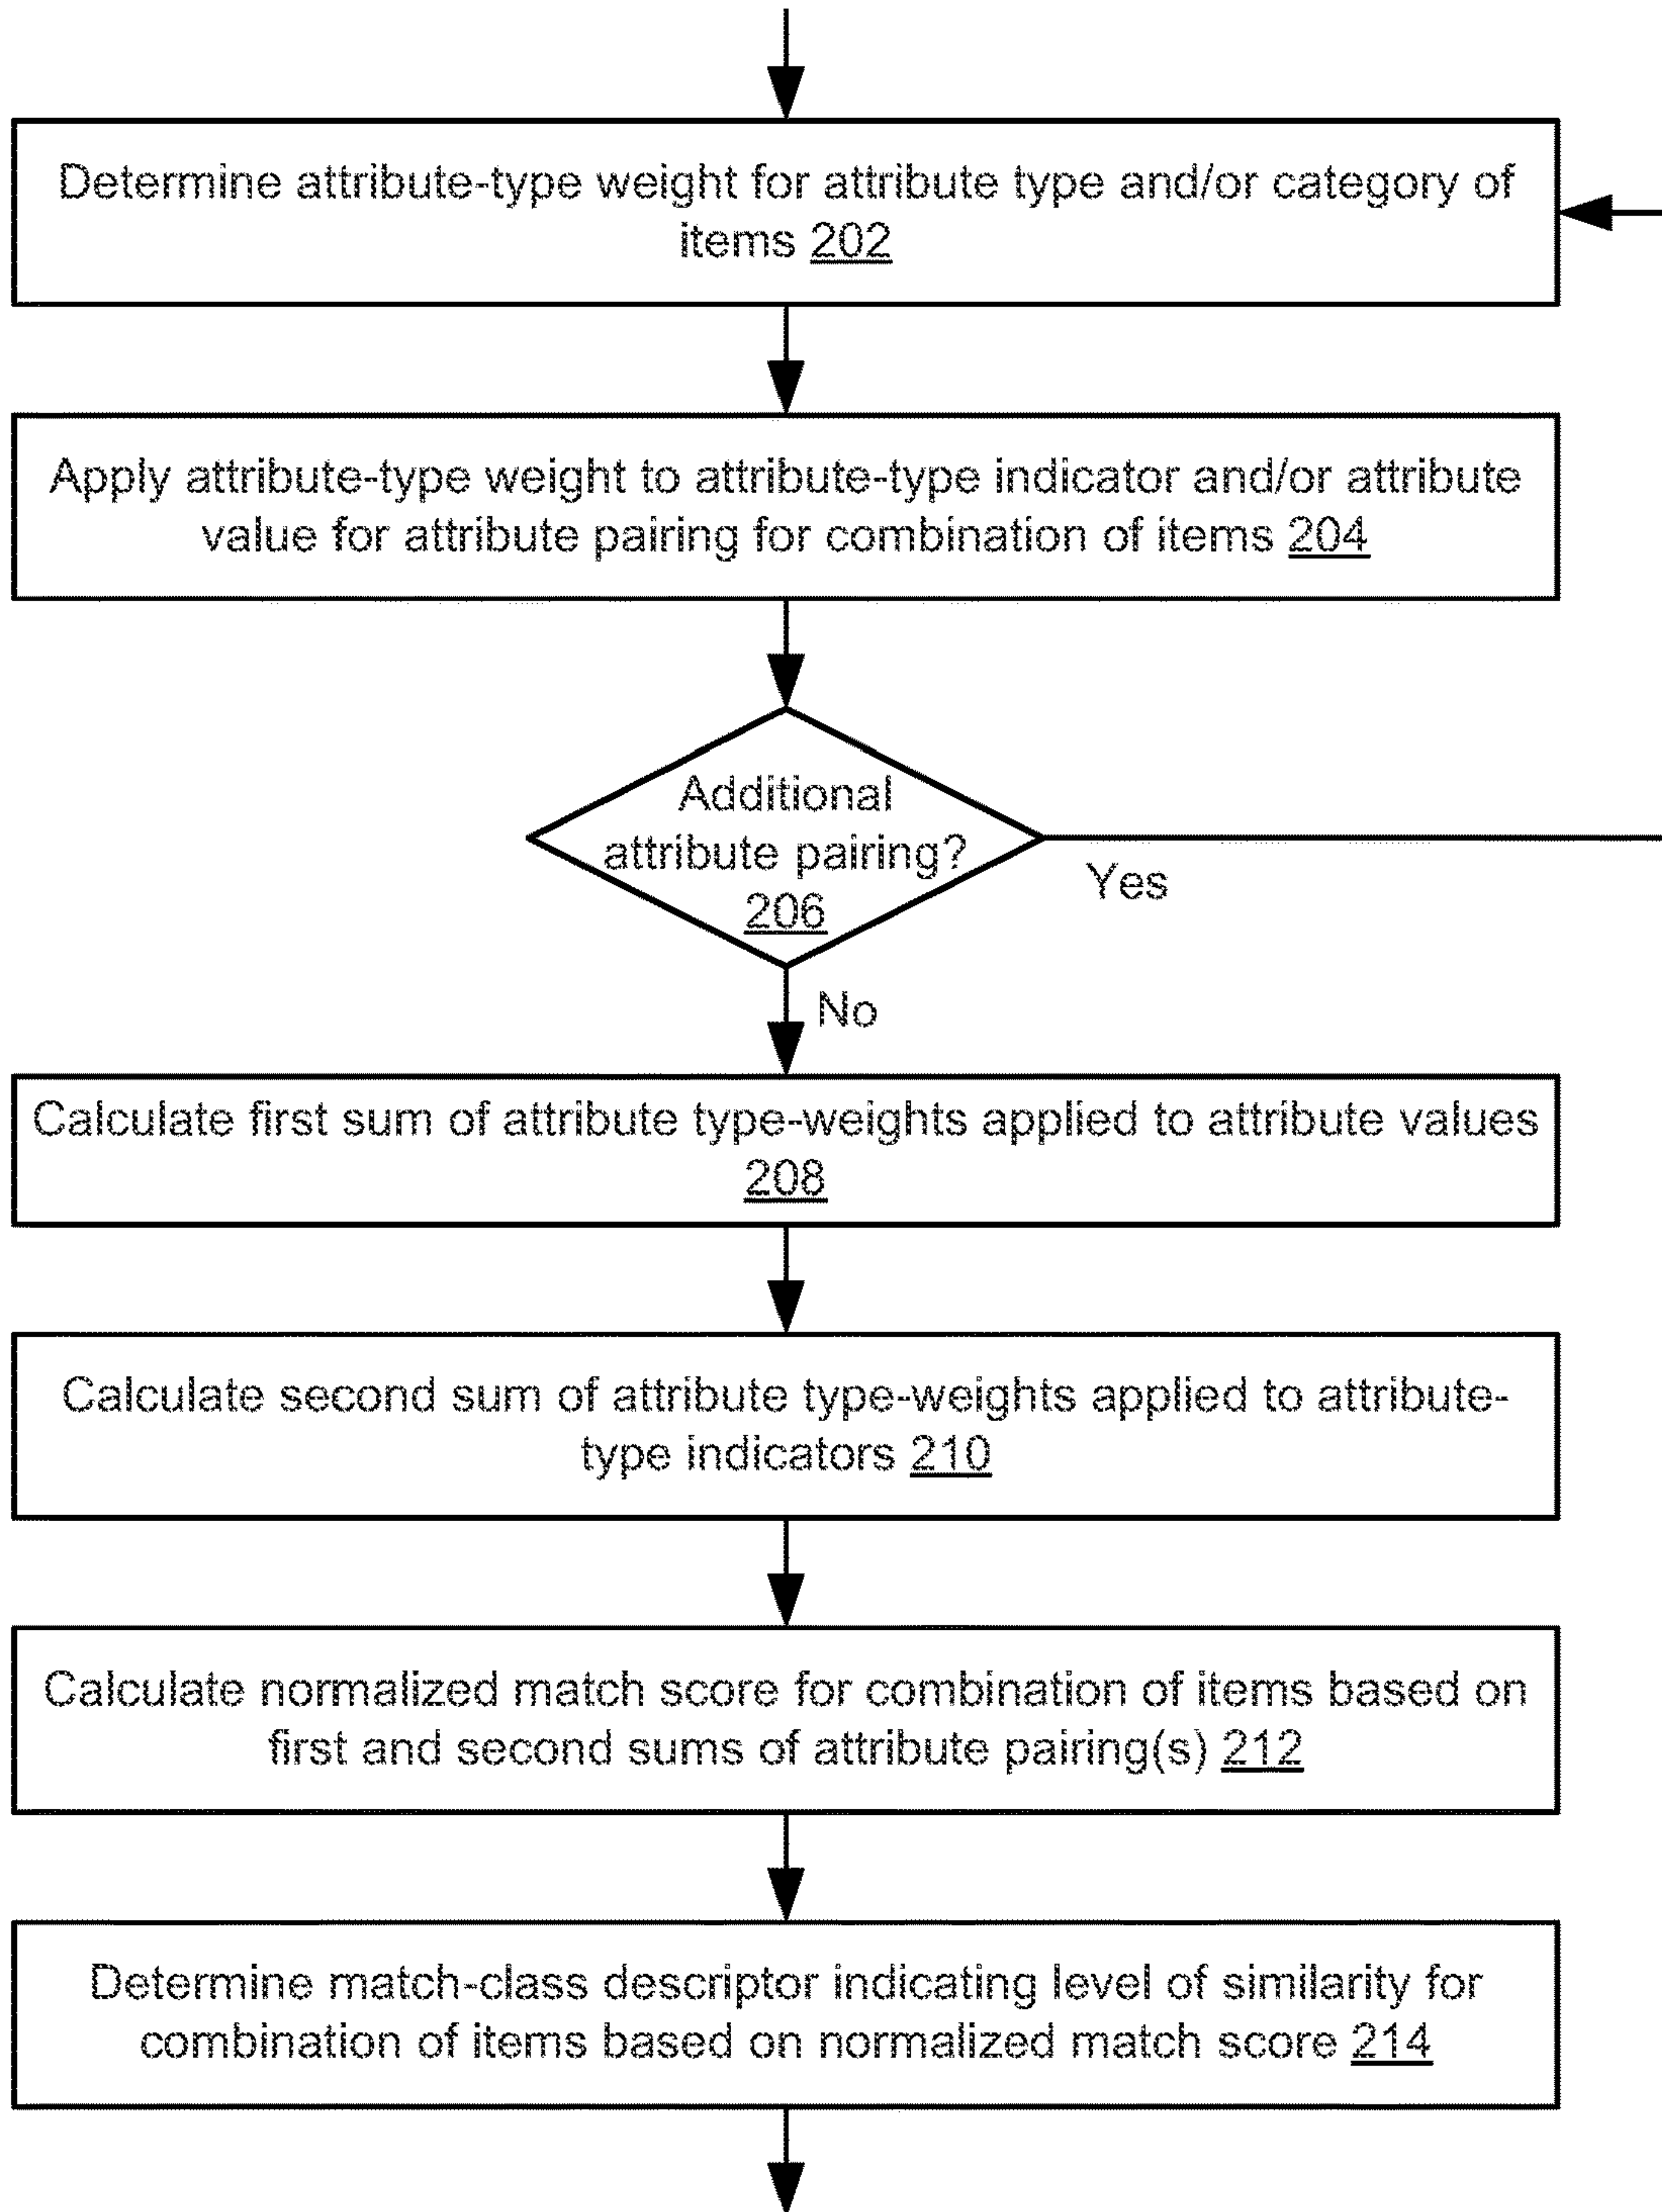 Determine attribute-type weight for attribute type and/or category of
items 202
Apply attribute-type weight to attribute-type indicator and/or attribute
value for attribute pairing for combination of items 204
Additional
attribute pairing?
206
Yes
No
Calculate first sum of attribute type-weights applied to attribute values
208
Calculate second sum of attribute type-weights applied to attribute-
type indicators 210
Calculate normalized match score for combination of items based on
first and second sums of attribute pairing(s) 212
Determine match-class descriptor indicating level of similarity for
combination of items based on normalized match score 214